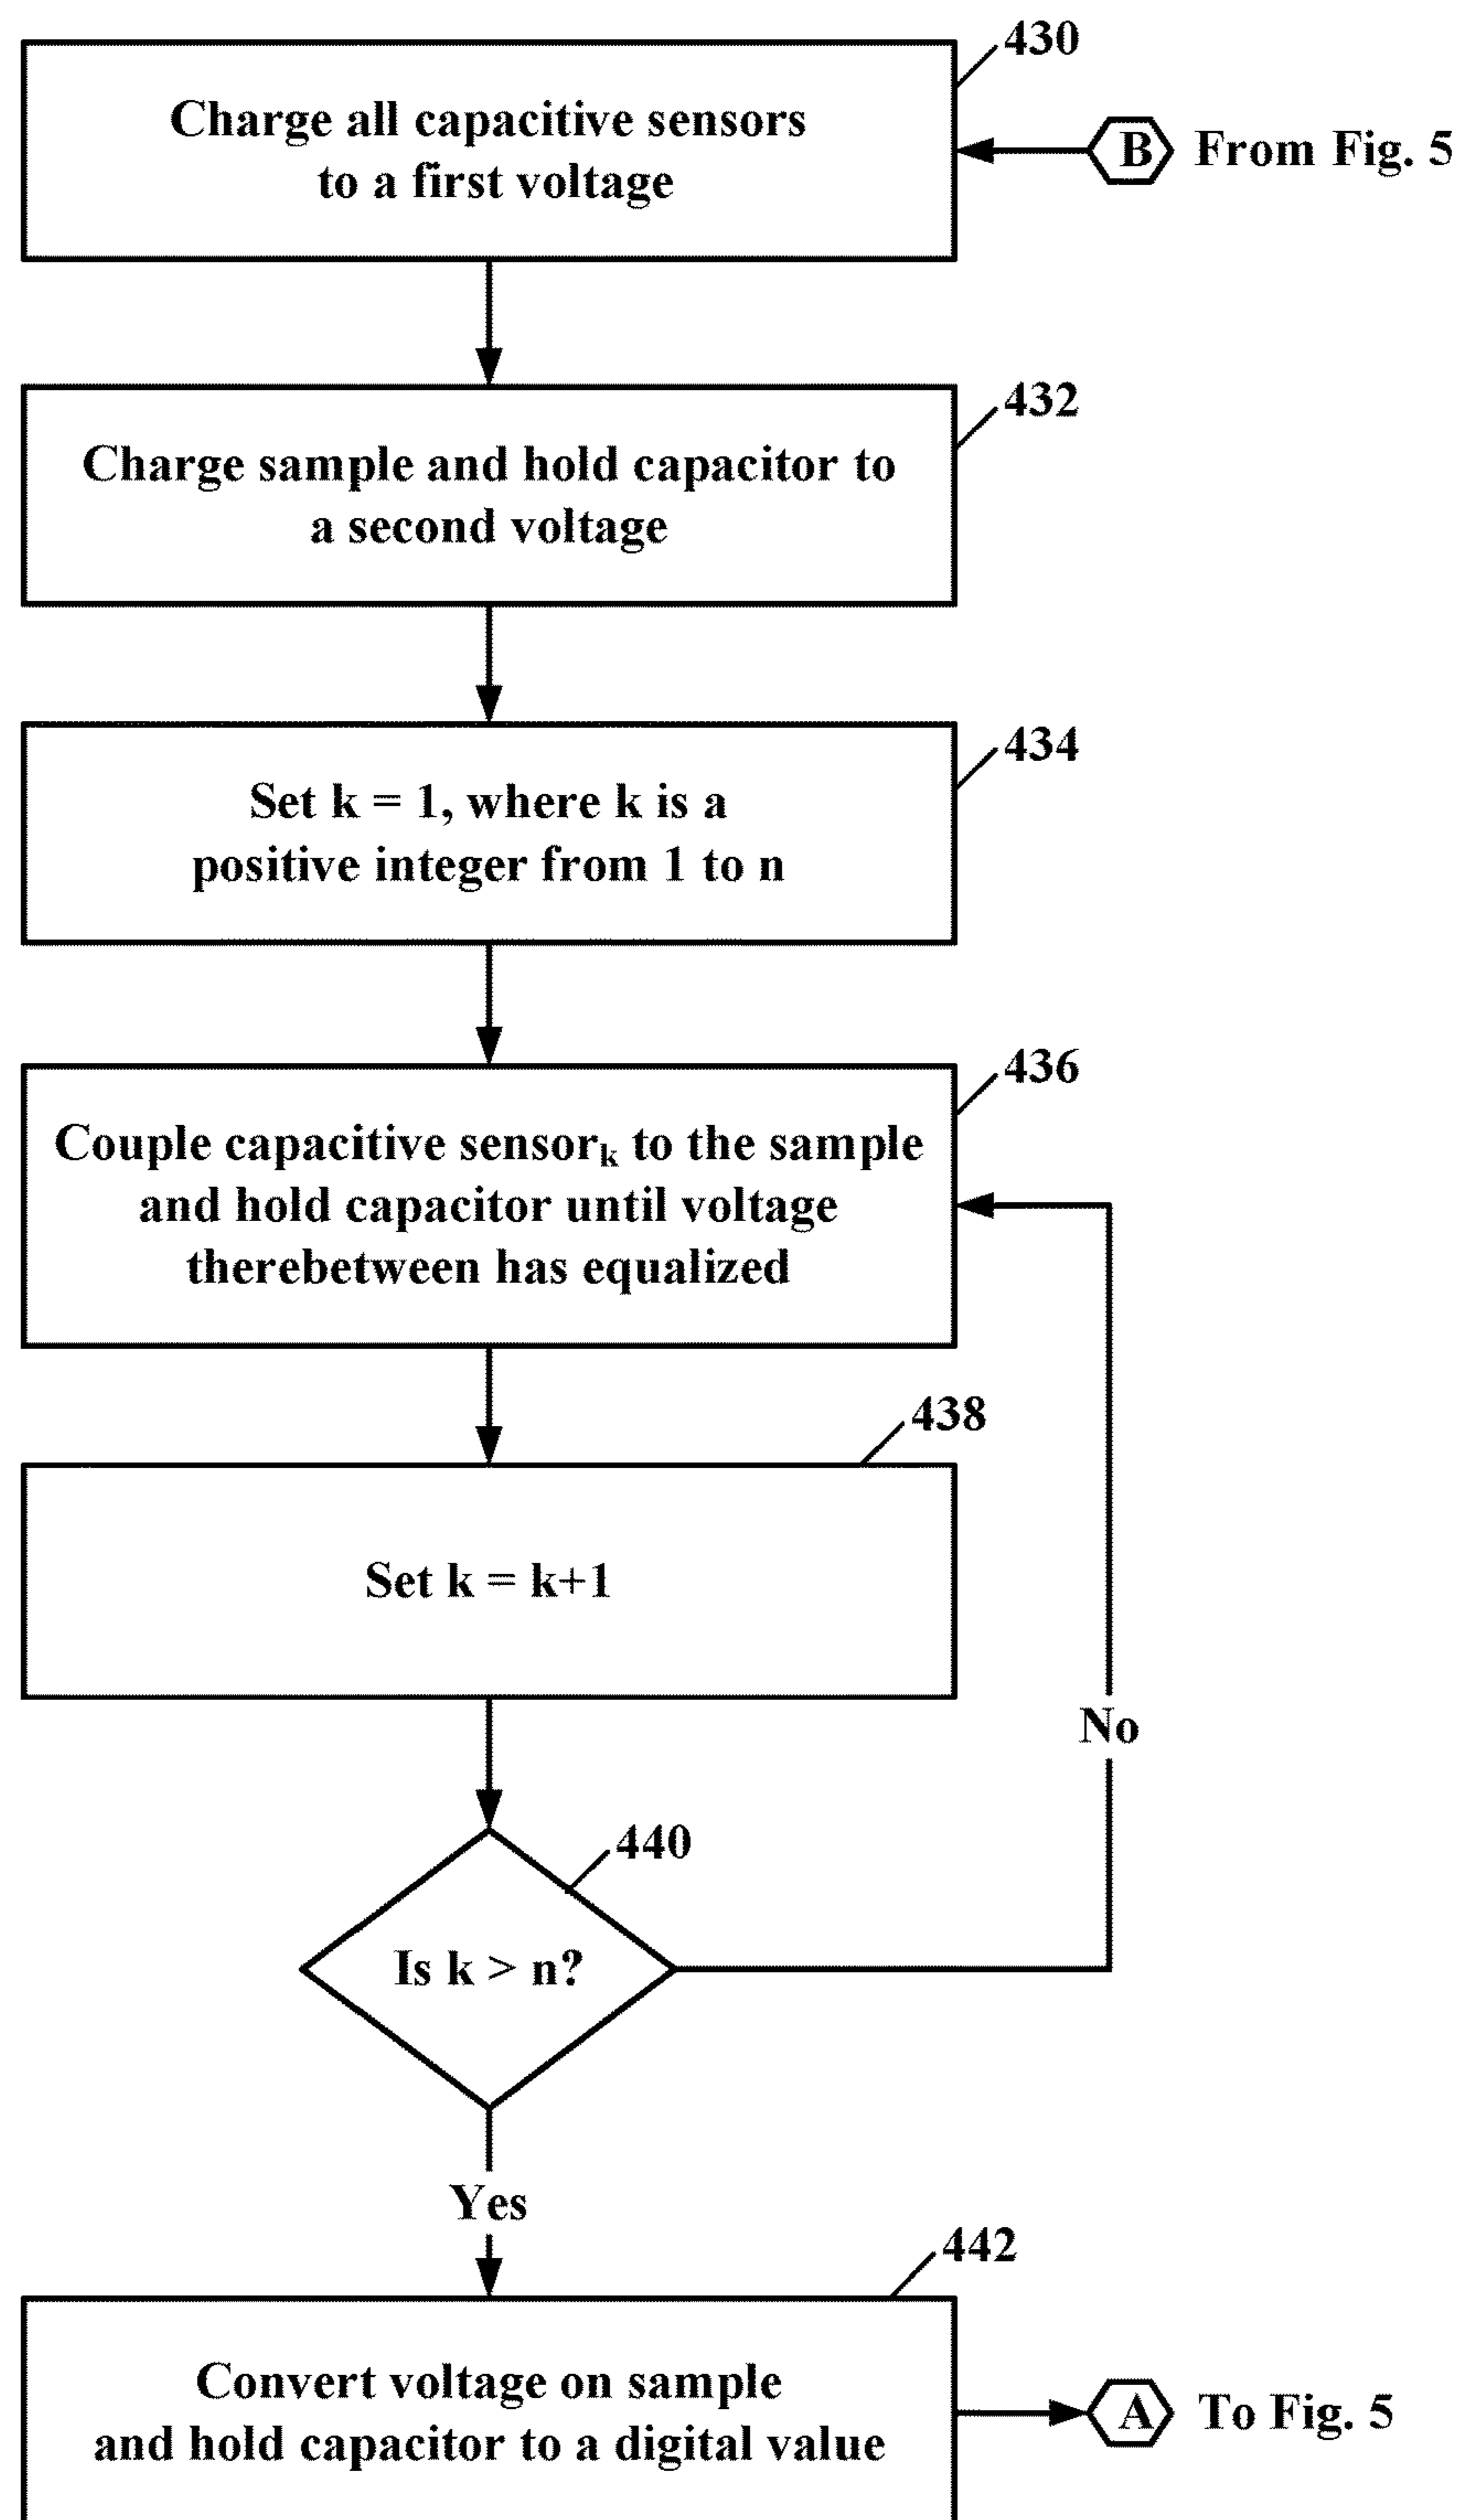 430
Charge all capacitive sensors
to a first voltage
B From Fig. 5
432
Charge sample and hold capacitor to
a second voltage
434
Set k = 1, where k is a
positive integer from 1 to n
436
Couple capacitive sensorₖ to the sample
and hold capacitor until voltage
therebetween has equalized
438
Set k = k+1
No
440
Is k > n?
Yes
442
Convert voltage on sample
and hold capacitor to a digital value
A To Fig. 5